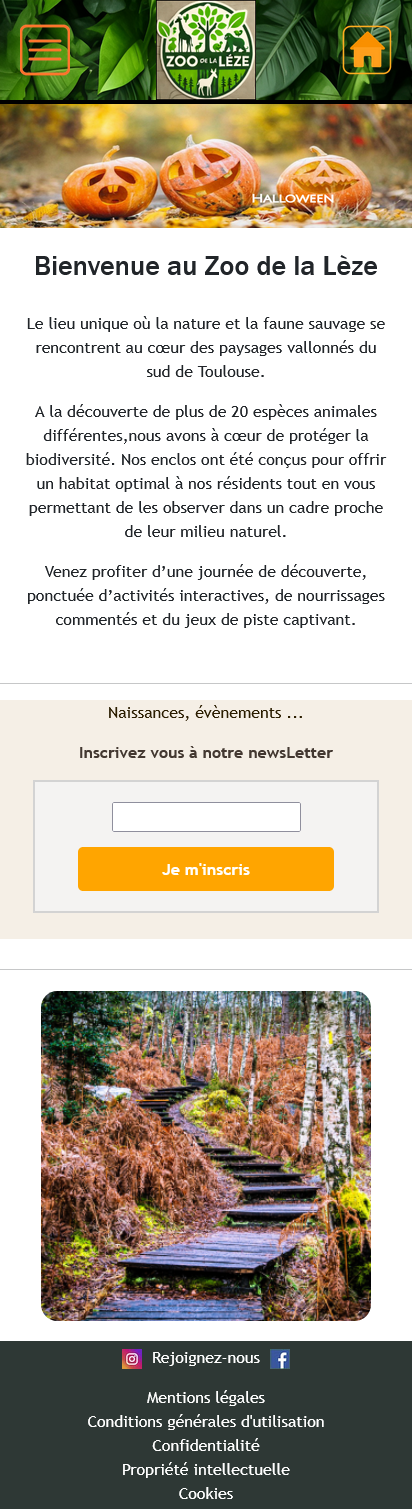 ZOO
DE LA
LÈZE
HALLOWEEN
Bienvenue au Zoo de la Lèze
Le lieu unique où la nature et la faune sauvage se
rencontrent au cœur des paysages vallonnés du
sud de Toulouse.
A la découverte de plus de 20 espèces animales
différentes,nous avons à cœur de protéger la
biodiversité. Nos enclos ont été conçus pour offrir
un habitat optimal à nos résidents tout en vous
permettant de les observer dans un cadre proche
de leur milieu naturel.
Venez profiter d’une journée de découverte,
ponctuée d’activités interactives, de nourrissages
commentés et du jeux de piste captivant.
Naissances, évènements ...
Inscrivez vous à notre newsLetter
Je m'inscris
Rejoignez-nous
Mentions légales
Conditions générales d'utilisation
Confidentialité
Propriété intellectuelle
Cookies